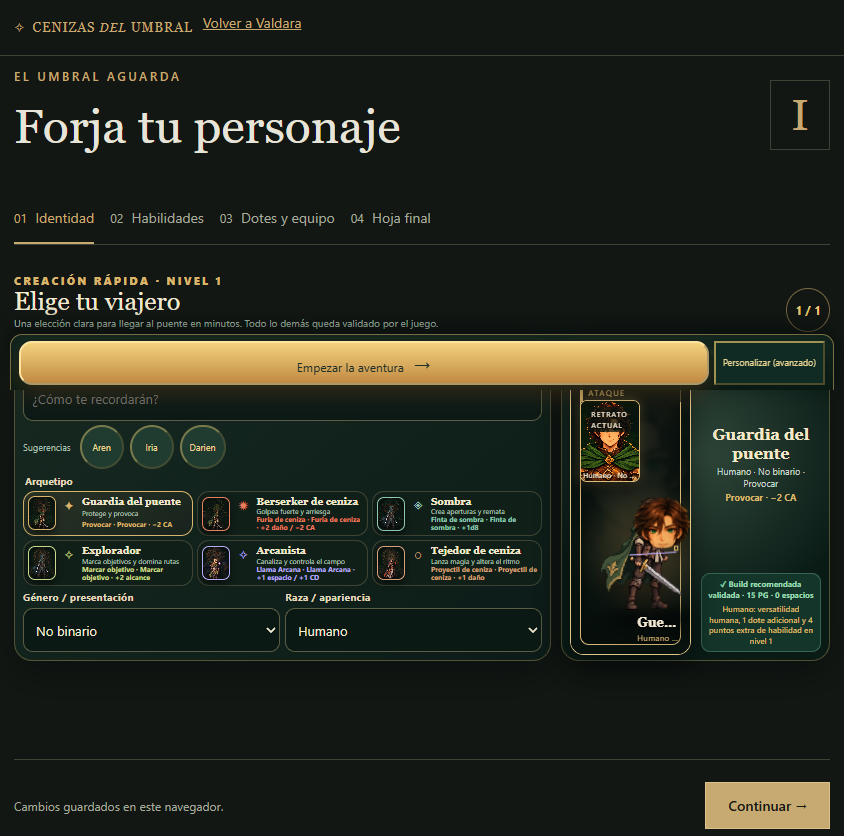 ✧ CENIZAS DEL UMBRAL Volver a Valdara
EL UMBRAL AGUARDA
Forja tu personaje
I
01 Identidad 02 Habilidades 03 Dotes y equipo 04 Hoja final
CREACIÓN RÁPIDA · NIVEL 1
Elige tu viajero
Una elección clara para llegar al puente en minutos. Todo lo demás queda validado por el juego.
1 / 1
Empezar la aventura →
Personalizar (avanzado)
¿Cómo te recordarán?
Sugerencias Aren Iria Darien
Arquetipo
Guardia del puente
Protege y provoca
Provocar · Provocar · −2 CA
Berserker de ceniza
Golpea fuerte y arriesga
Furia de ceniza · Furia de ceniza
· +2 daño / −2 CA
Sombra
Crea aperturas y remata
Finta de sombra · Finta de
sombra · +1d8
Explorador
Marca objetivos y domina rutas
Marcar objetivo · Marcar
objetivo · +2 alcance
Arcanista
Canaliza y controla el campo
Llama Arcana · Llama Arcana ·
+1 espacio / +1 CD
Tejedor de ceniza
Lanza magia y altera el combate
Proyectil de ceniza · Proyectil de
ceniza · +1 daño
Género / presentación
No binario
Raza / apariencia
Humano
ATAQUE
RETRATO
ACTUAL
Humano · No ...
Gue...
Humano ...
Guardia del
puente
Humano · No binario ·
Provocar
Provocar · −2 CA
✓ Build recomendada
validada · 15 PG · 0 espacios
Humano: versatilidad
humana, 1 dote adicional y 4
puntos extra de habilidad en
nivel 1
Cambios guardados en este navegador.
Continuar →